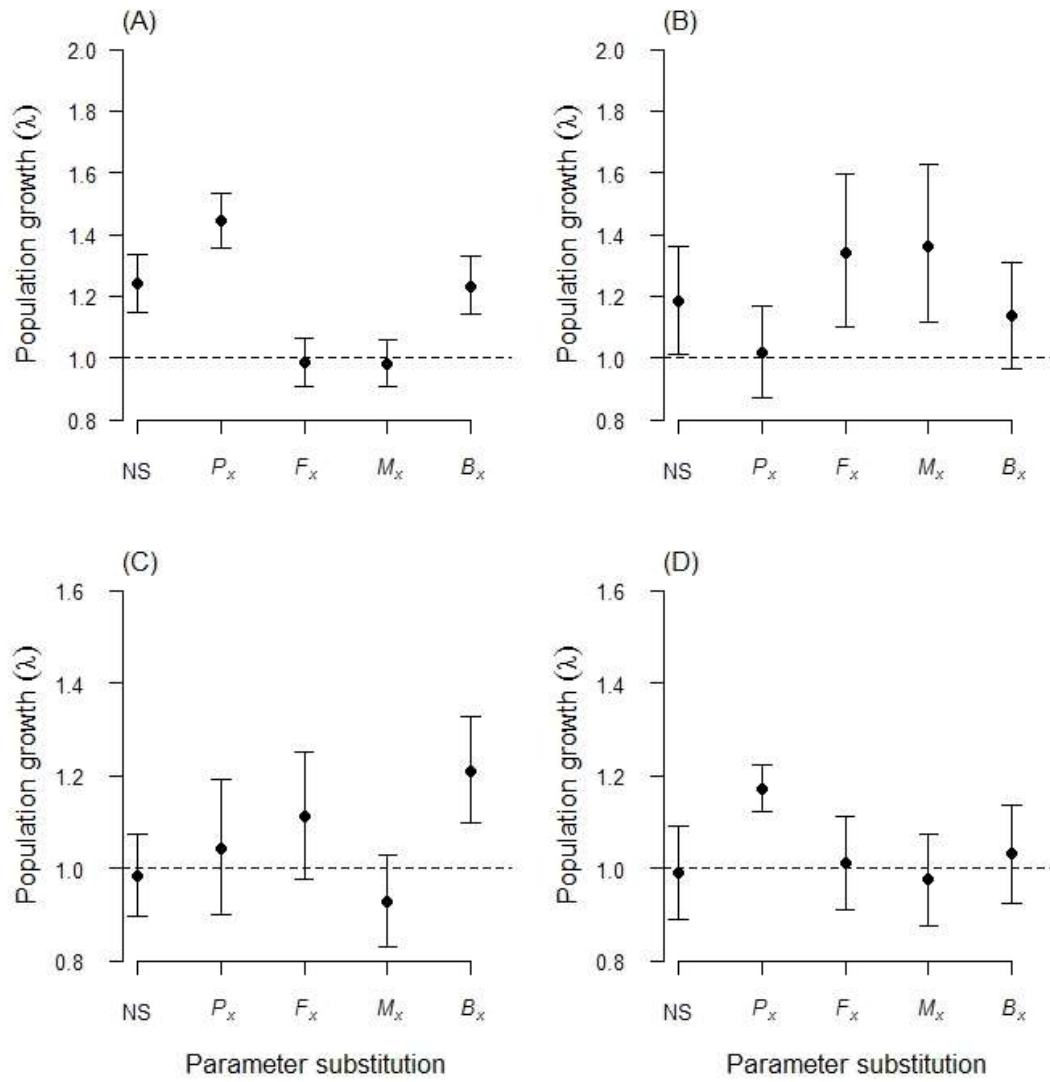 (A)
Population growth (λ)
2.0
1.8
1.6
1.4
1.2
1.0
0.8
NS Px Fx Mx Bx
(B)
Population growth (λ)
2.0
1.8
1.6
1.4
1.2
1.0
0.8
NS Px Fx Mx Bx
(C)
Population growth (λ)
1.6
1.4
1.2
1.0
0.8
NS Px Fx Mx Bx
Parameter substitution
(D)
Population growth (λ)
1.6
1.4
1.2
1.0
0.8
NS Px Fx Mx Bx
Parameter substitution